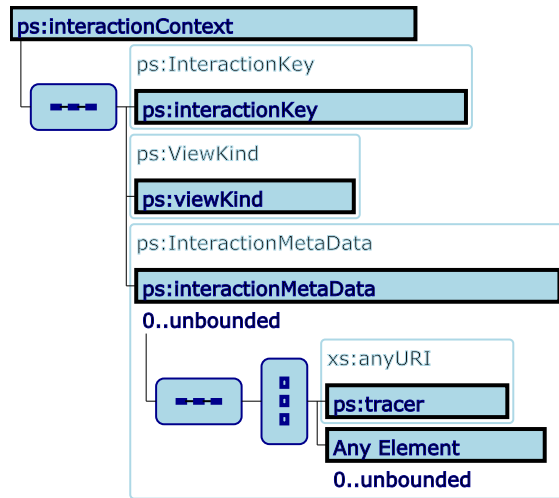 ps:interactionContext
ps:InteractionKey
ps:interactionKey
ps:ViewKind
ps:viewKind
ps:InteractionMetaData
ps:interactionMetaData
0..unbounded
xs:anyURI
ps:tracer
Any Element
0..unbounded